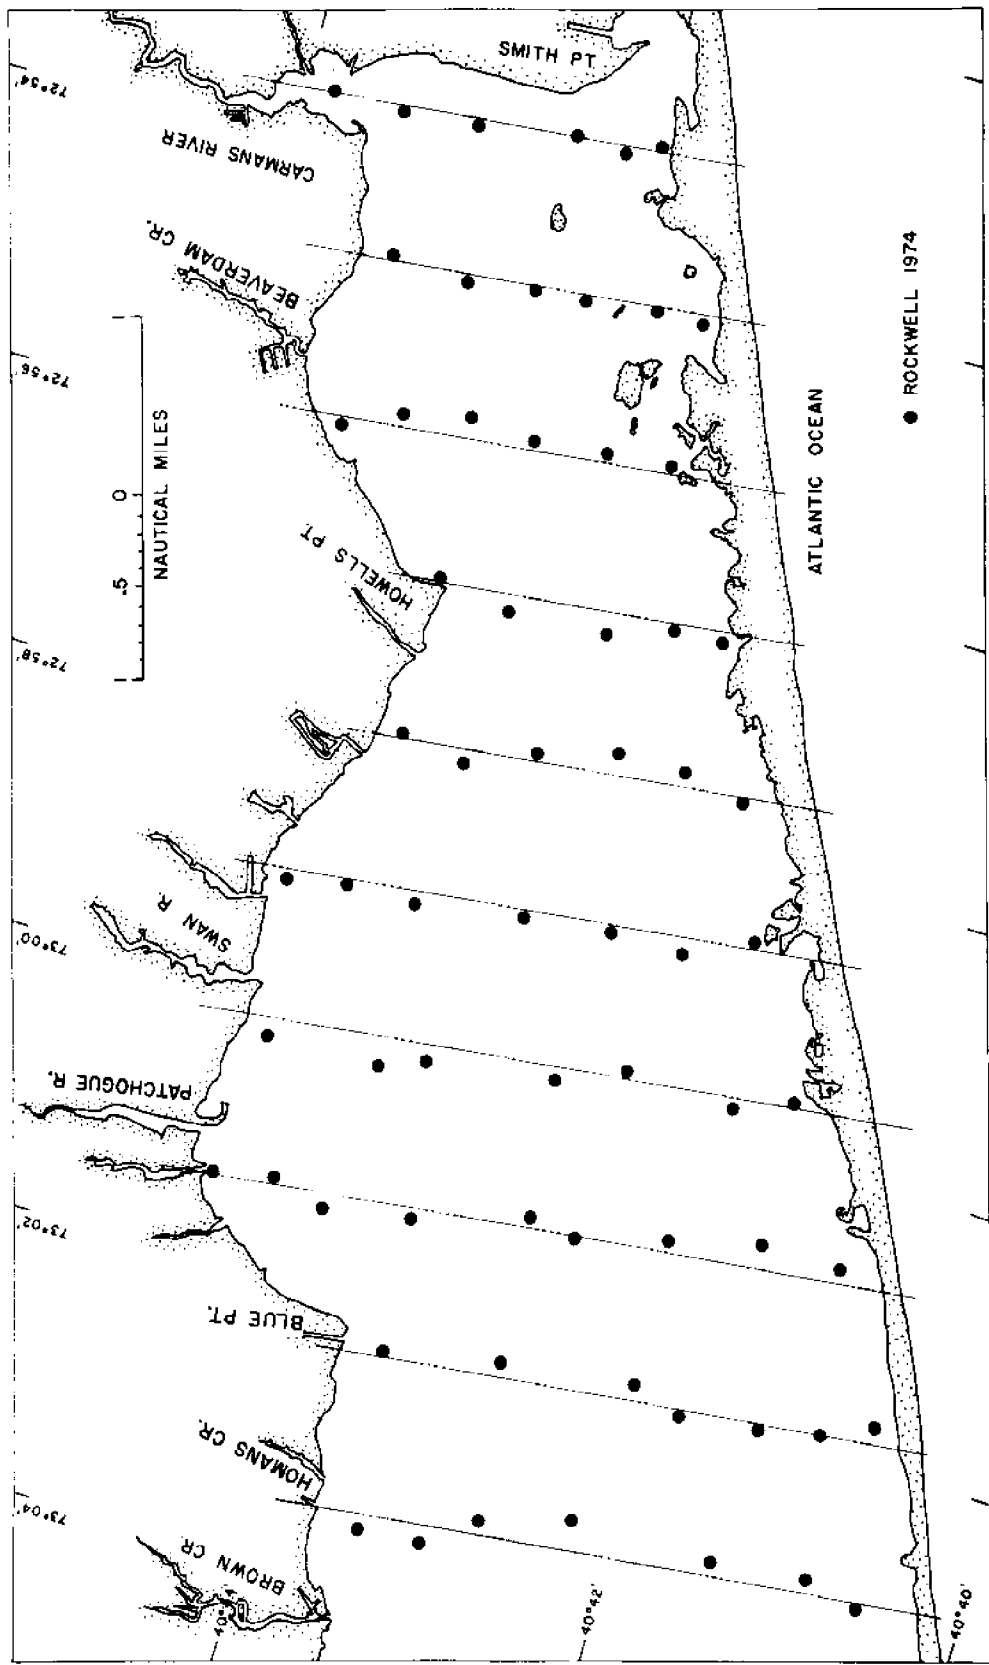 SMITH PT.
72°54'
CARMANS RIVER
BEAVERDAM CR.
72°56'
1 .5 0 1
NAUTICAL MILES
HOWELLS PT.
72°58'
ATLANTIC OCEAN
● ROCKWELL 1974
SWAN R.
73°00'
PATCHOGUE R.
73°02'
BLUE PT.
HOMANS CR.
73°04'
BROWN CR
40°42'
40°40'